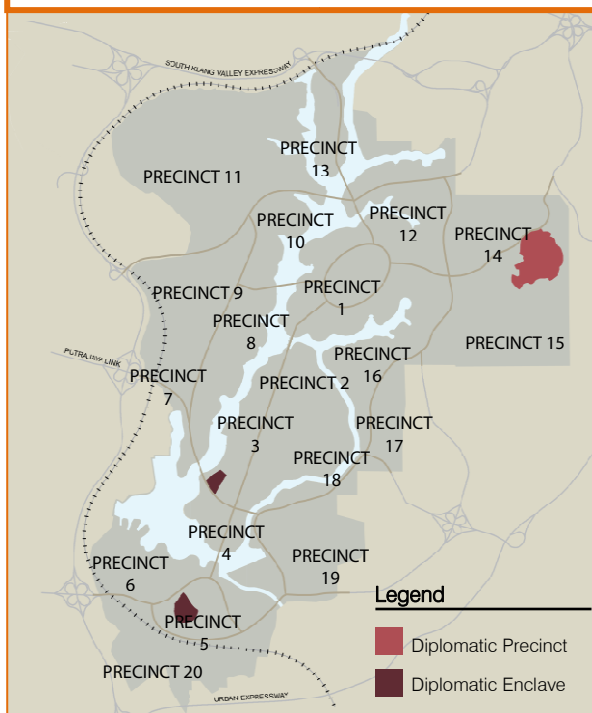 SOUTH KLANG VALLEY EXPRESSWAY
PRECINCT
13
PRECINCT 11
PRECINCT
10
PRECINCT
12
PRECINCT
14
PRECINCT 9
PRECINCT
1
PRECINCT
8
PRECINCT 15
PUTRAJAYA LINK
PRECINCT
7
PRECINCT 2
PRECINCT
16
PRECINCT
3
PRECINCT
17
PRECINCT
18
PRECINCT
4
PRECINCT
6
PRECINCT
19
PRECINCT
5
PRECINCT 20
URBAN EXPRESSWAY
Legend
Diplomatic Precinct
Diplomatic Enclave